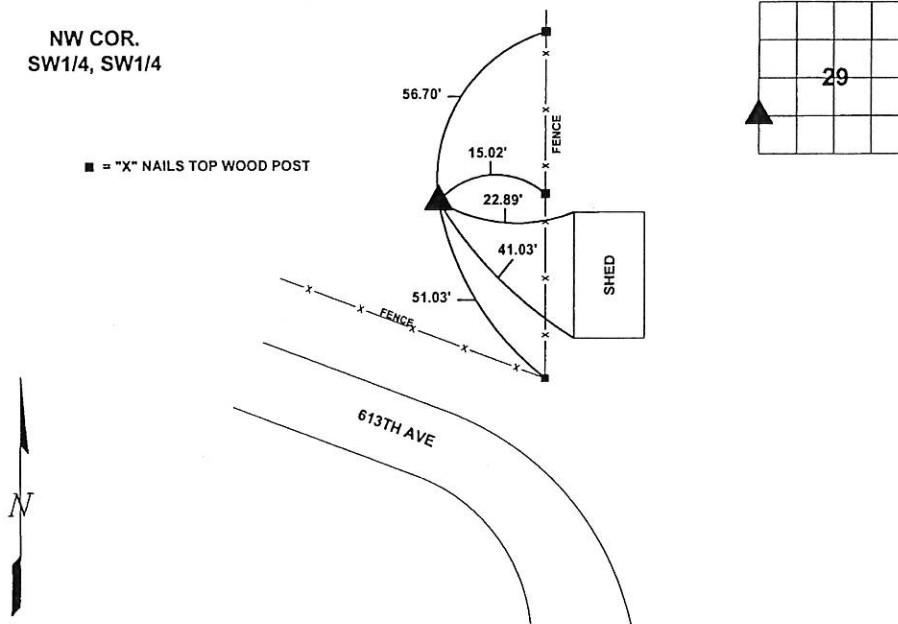 NW COR.
SW1/4, SW1/4
■ = "X" NAILS TOP WOOD POST
56.70'
15.02'
22.89'
41.03'
51.03'
FENCE
SHED
FENCE
613TH AVE
29
N